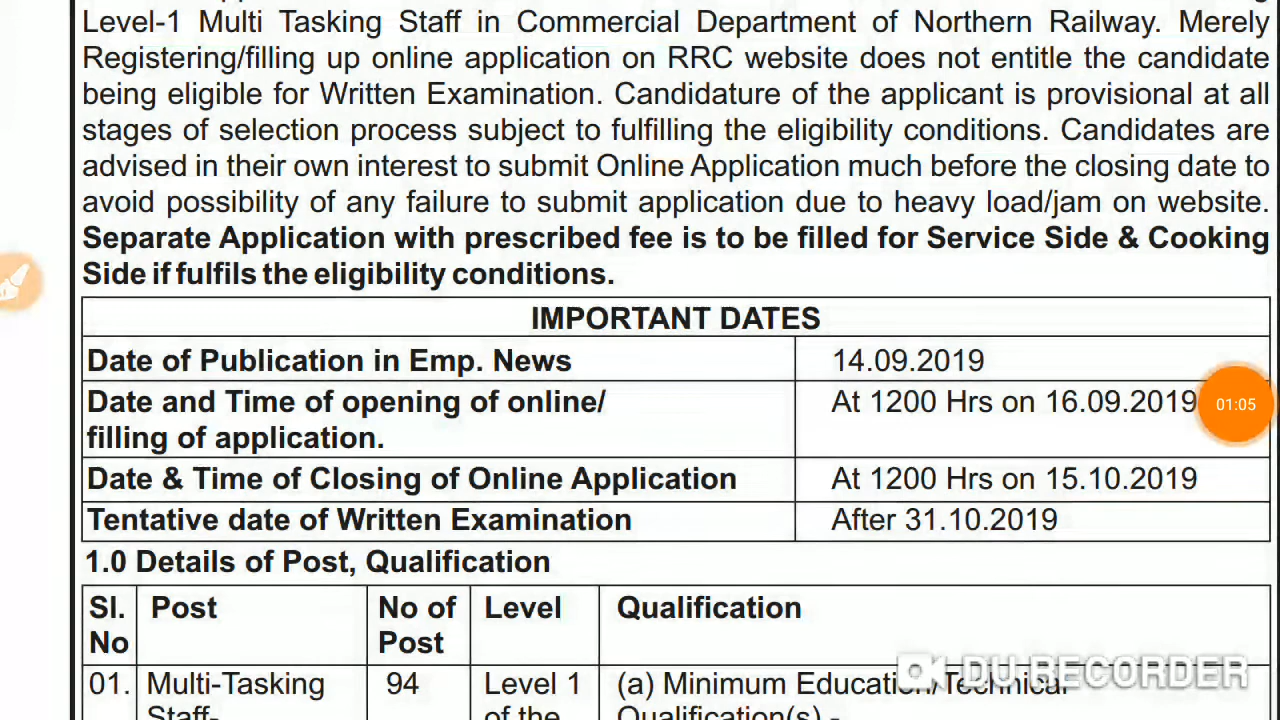 Level-1 Multi Tasking Staff in Commercial Department of Northern Railway. Merely
Registering/filling up online application on RRC website does not entitle the candidate
being eligible for Written Examination. Candidature of the applicant is provisional at all
stages of selection process subject to fulfilling the eligibility conditions. Candidates are
advised in their own interest to submit Online Application much before the closing date to
avoid possibility of any failure to submit application due to heavy load/jam on website.
Separate Application with prescribed fee is to be filled for Service Side & Cooking
Side if fulfils the eligibility conditions.
IMPORTANT DATES
Date of Publication in Emp. News 14.09.2019
Date and Time of opening of online/ At 1200 Hrs on 16.09.2019
filling of application.
01:05
Date & Time of Closing of Online Application At 1200 Hrs on 15.10.2019
Tentative date of Written Examination After 31.10.2019
1.0 Details of Post, Qualification
Sl. Post No of Level Qualification
No Post
01. Multi-Tasking 94 Level 1 (a) Minimum Education/Technical
Staff- of the Qualification(s) -
DU RECORDER